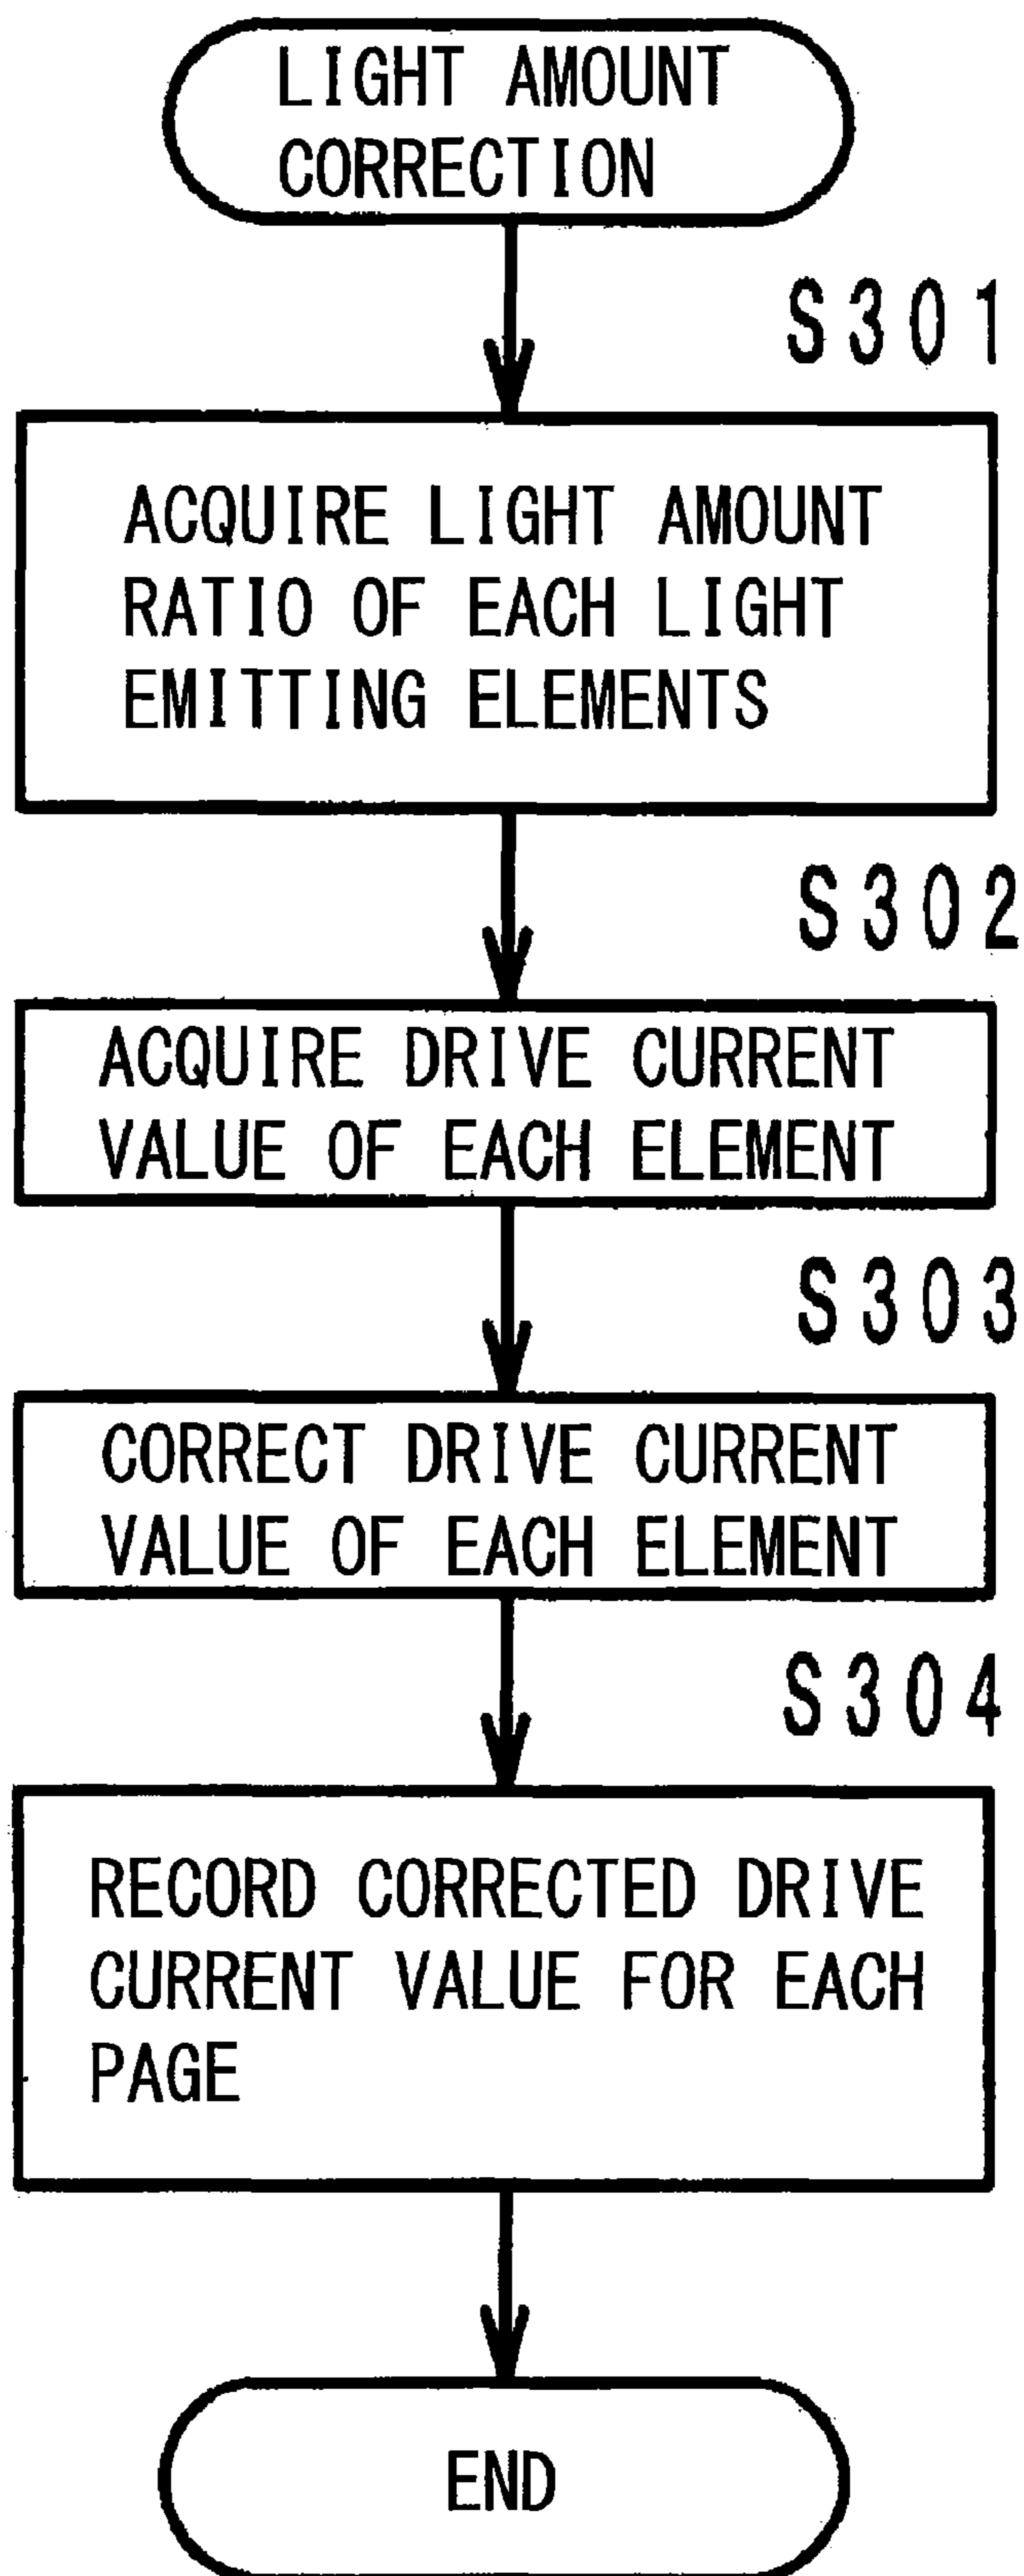 LIGHT AMOUNT
CORRECTION
S301
ACQUIRE LIGHT AMOUNT
RATIO OF EACH LIGHT
EMITTING ELEMENTS
S302
ACQUIRE DRIVE CURRENT
VALUE OF EACH ELEMENT
S303
CORRECT DRIVE CURRENT
VALUE OF EACH ELEMENT
S304
RECORD CORRECTED DRIVE
CURRENT VALUE FOR EACH
PAGE
END